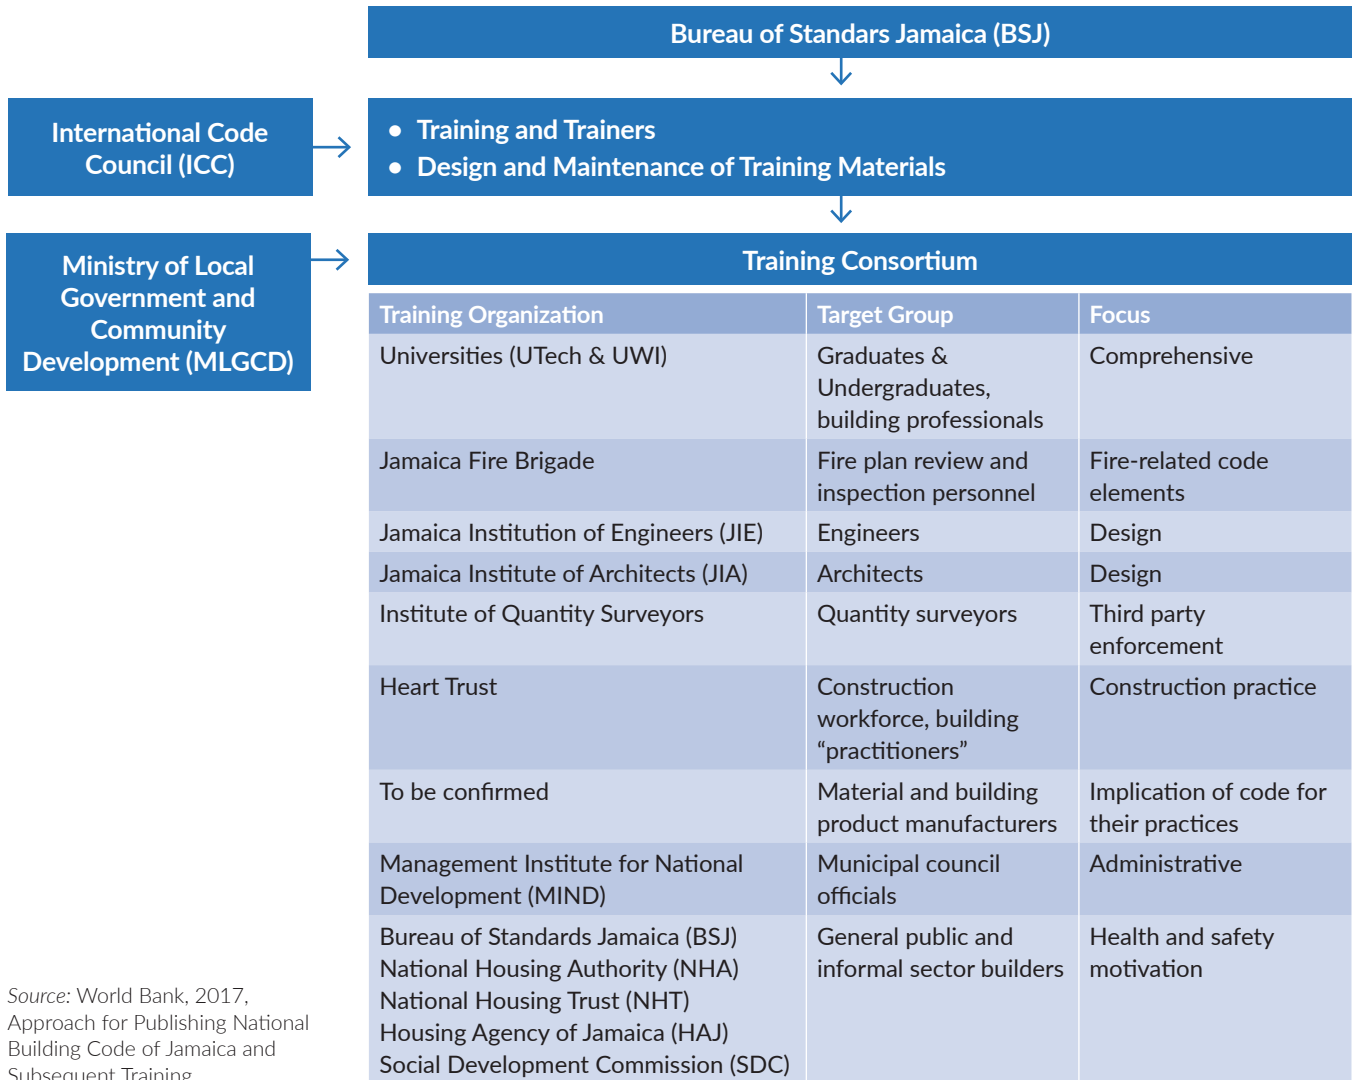 Bureau of Standars Jamaica (BSJ)
International Code
Council (ICC)
● Training and Trainers
● Design and Maintenance of Training Materials
Ministry of Local
Government and
Community
Development (MLGCD)
Training Consortium
Training Organization Target Group Focus
Universities (UTech & UWI) Graduates & Comprehensive
Undergraduates,
building professionals
Jamaica Fire Brigade Fire plan review and Fire-related code
inspection personnel elements
Jamaica Institution of Engineers (JIE) Engineers Design
Jamaica Institute of Architects (JIA) Architects Design
Institute of Quantity Surveyors Quantity surveyors Third party
enforcement
Heart Trust Construction Construction practice
workforce, building
“practitioners”
To be confirmed Material and building Implication of code for
product manufacturers their practices
Management Institute for National Municipal council Administrative
Development (MIND) officials
Bureau of Standards Jamaica (BSJ) General public and Health and safety
National Housing Authority (NHA) informal sector builders motivation
National Housing Trust (NHT)
Housing Agency of Jamaica (HAJ)
Social Development Commission (SDC)
Source: World Bank, 2017,
Approach for Publishing National
Building Code of Jamaica and
Subsequent Training